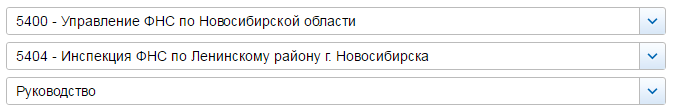 5400 - Управление ФНС по Новосибирской области
5404 - Инспекция ФНС по Ленинскому району г. Новосибирска
Руководство